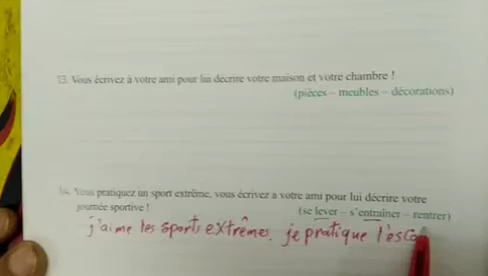 13. Vous écrivez à votre ami pour lui décrire votre maison et votre chambre !
(pièces – meubles – décorations)
14. Vous pratiquez un sport extrême, vous écrivez à votre ami pour lui décrire votre
journée sportive !
(se lever – s'entraîner – rentrer)
j'aime les sports extrêmes. je pratique l'esca